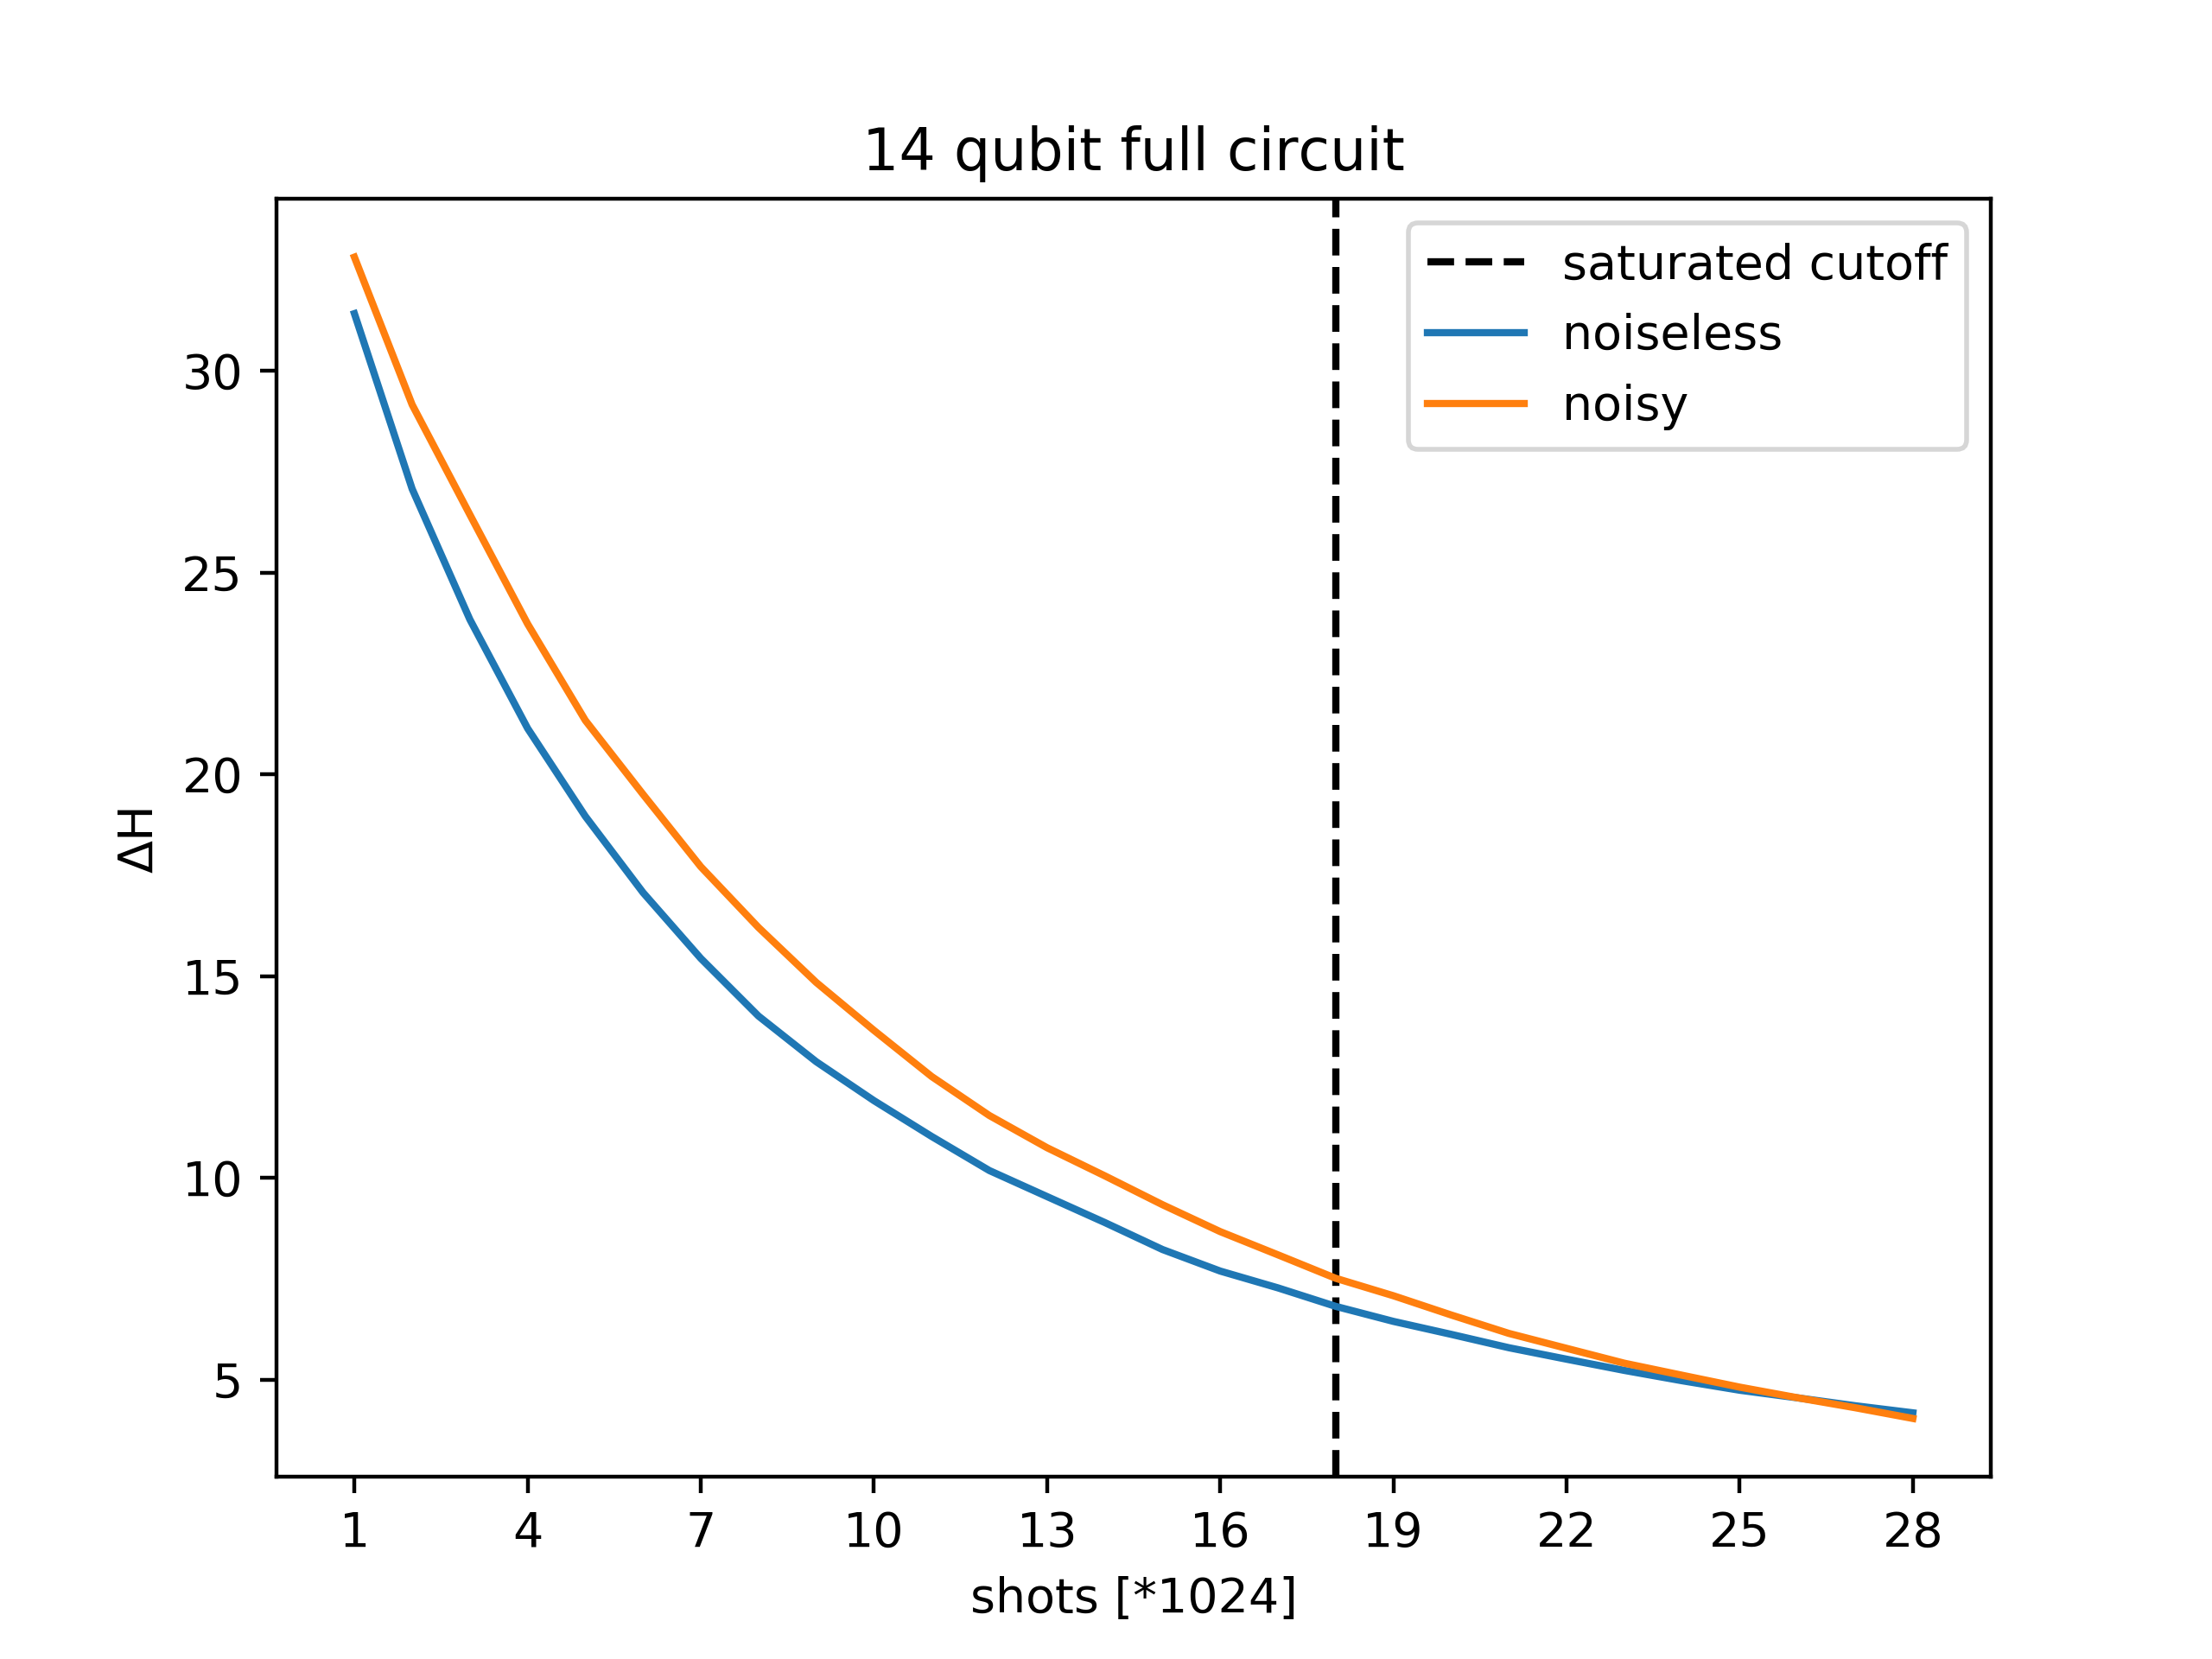 14 qubit full circuit
saturated cutoff
noiseless
noisy
30
25
20
15
10
5
ΔH
1 4 7 10 13 16 19 22 25 28
shots [*1024]